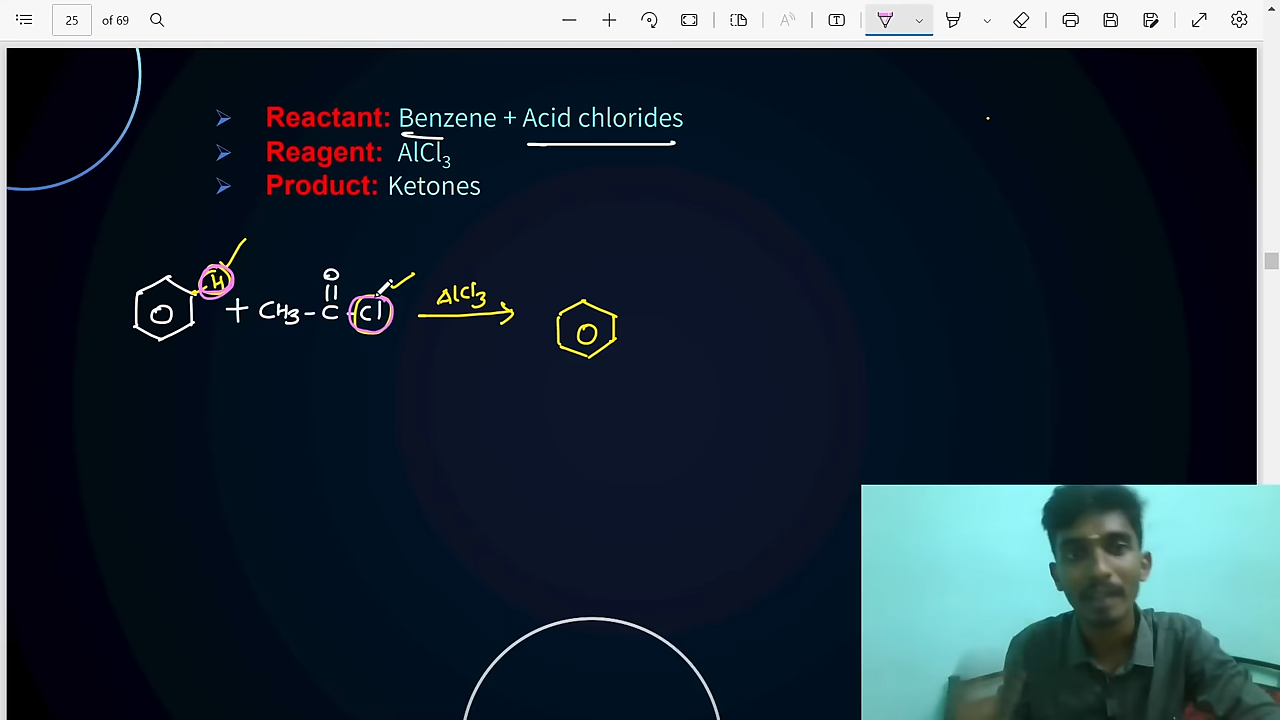 25 of 69
Reactant: Benzene + Acid chlorides
Reagent: AlCl₃
Product: Ketones
H
O
+ CH₃ - C - Cl AlCl₃